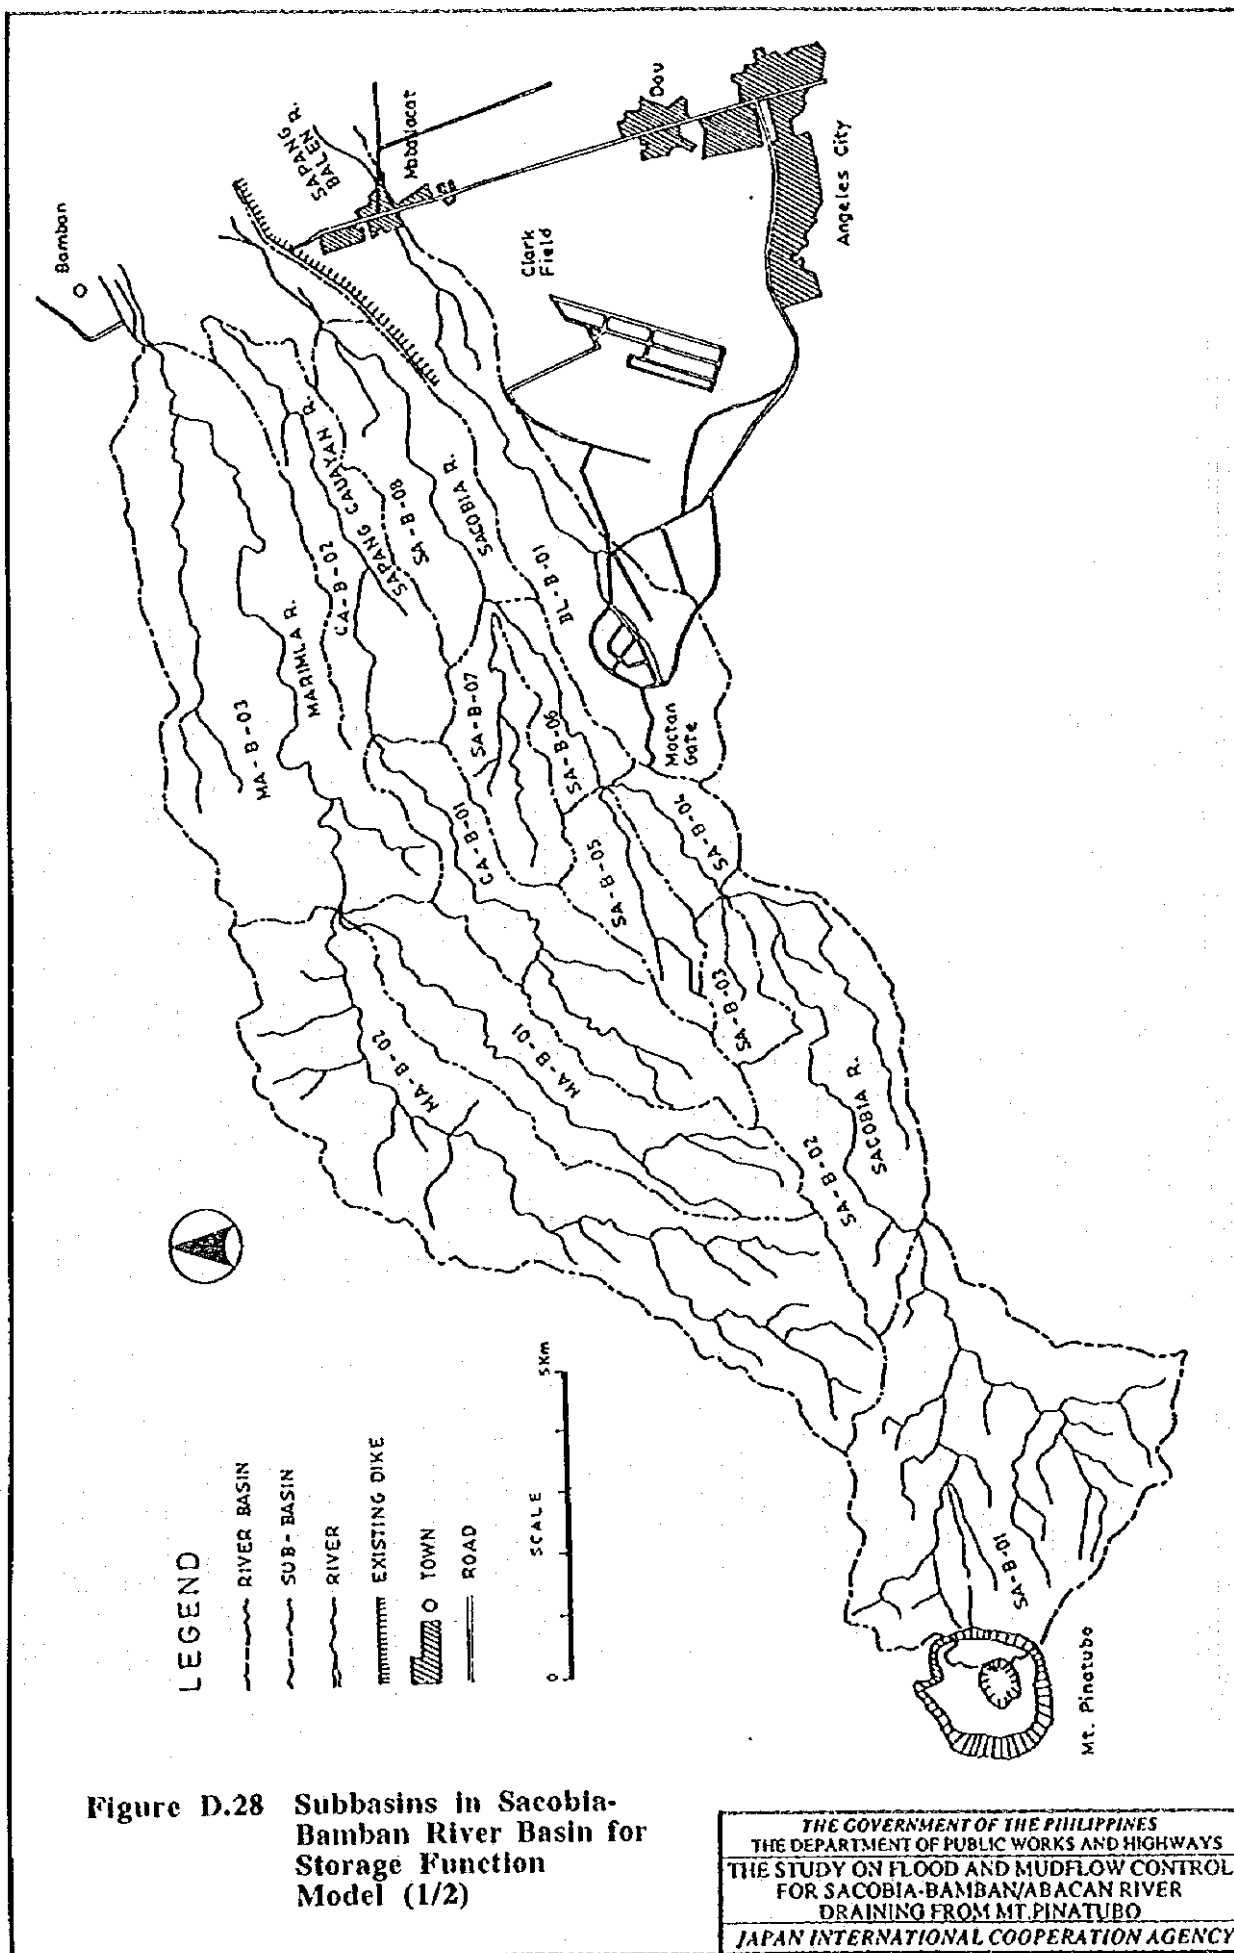 Bamban
SAPANG
BALEN R.
Mabalacat
Dau
Angeles City
Clark
Field
MA-B-03
MARIMLA R.
CA-B-02
SAPANG CAUAYAN R.
SA-B-08
SACOBIA R.
BL-B-01
SA-B-07
SA-B-06
Mactan
Gate
CA-B-01
SA-B-05
SA-B-04
SA-B-03
MA-B-02
MA-B-01
SA-B-02
SACOBIA R.
SA-B-01
Mt. Pinatubo
LEGEND
RIVER BASIN
SUB-BASIN
RIVER
EXISTING DIKE
TOWN
ROAD
SCALE
0
5Km
Figure D.28 Subbasins in Sacobia-
Bamban River Basin for
Storage Function
Model (1/2)
THE GOVERNMENT OF THE PHILIPPINES
THE DEPARTMENT OF PUBLIC WORKS AND HIGHWAYS
THE STUDY ON FLOOD AND MUDFLOW CONTROL
FOR SACOBIA-BAMBAN/ABACAN RIVER
DRAINING FROM MT.PINATUBO
JAPAN INTERNATIONAL COOPERATION AGENCY